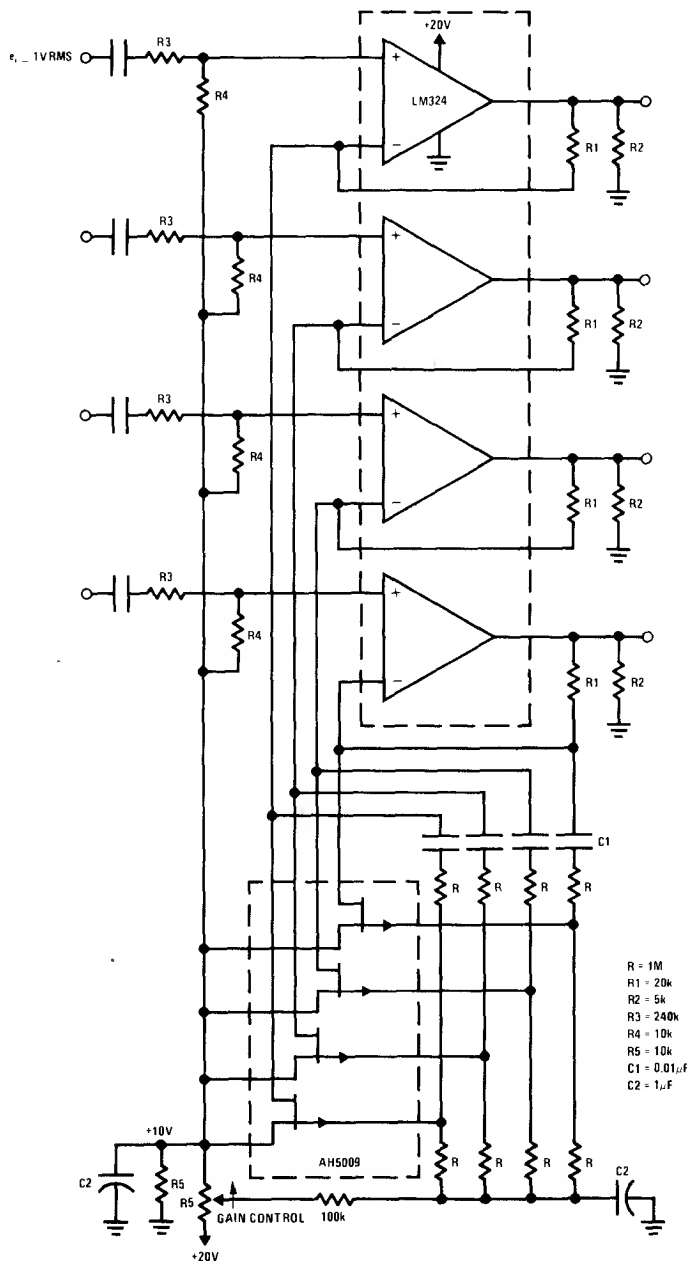 +20V
eᵢ – 1V RMS
R3
R4
+
LM324
–
R1
R2
R3
R4
+
–
R1
R2
R3
R4
+
–
R1
R2
R3
R4
+
–
R1
R2
C1
R
R
R
R
R = 1M
R1 = 20k
R2 = 5k
R3 = 240k
R4 = 10k
R5 = 10k
C1 = 0.01μF
C2 = 1μF
+10V
R
R
R
R
AH5009
C2
R5
R5
GAIN CONTROL
100k
C2
+20V